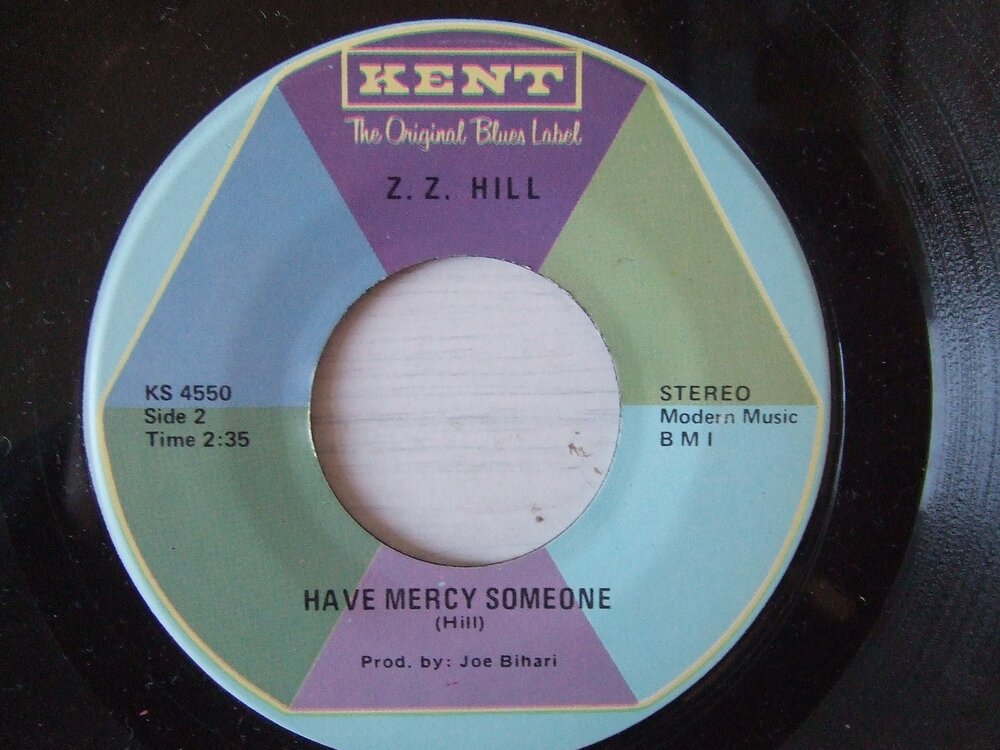 KENT
The Original Blues Label
Z. Z. HILL
KS 4550
Side 2
Time 2:35
STEREO
Modern Music
B M I
HAVE MERCY SOMEONE
(Hill)
Prod. by: Joe Bihari